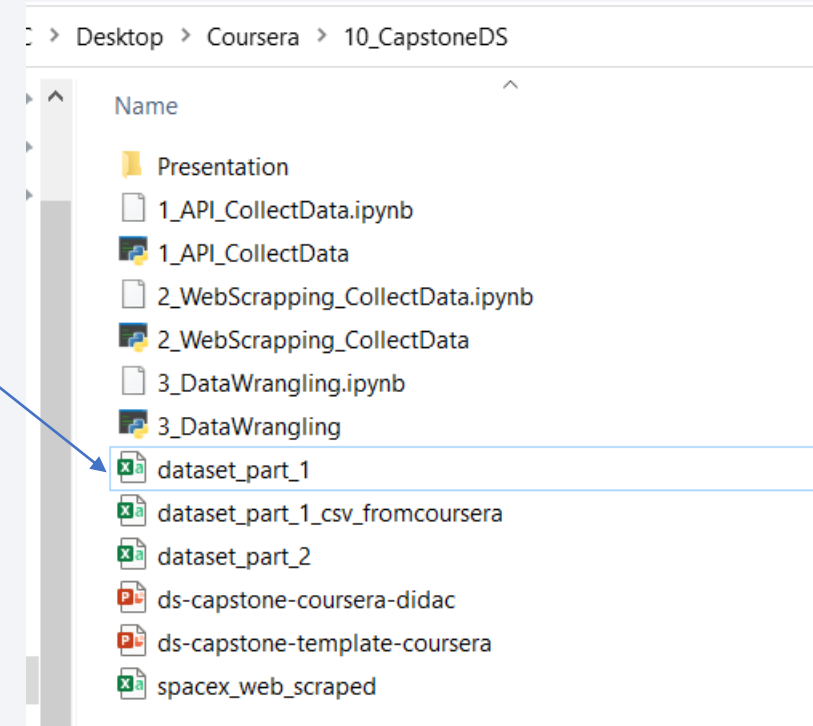 > Desktop > Coursera > 10_CapstoneDS
Name
Presentation
1_API_CollectData.ipynb
1_API_CollectData
2_WebScrapping_CollectData.ipynb
2_WebScrapping_CollectData
3_DataWrangling.ipynb
3_DataWrangling
dataset_part_1
dataset_part_1_csv_fromcoursera
dataset_part_2
ds-capstone-coursera-didac
ds-capstone-template-coursera
spacex_web_scraped